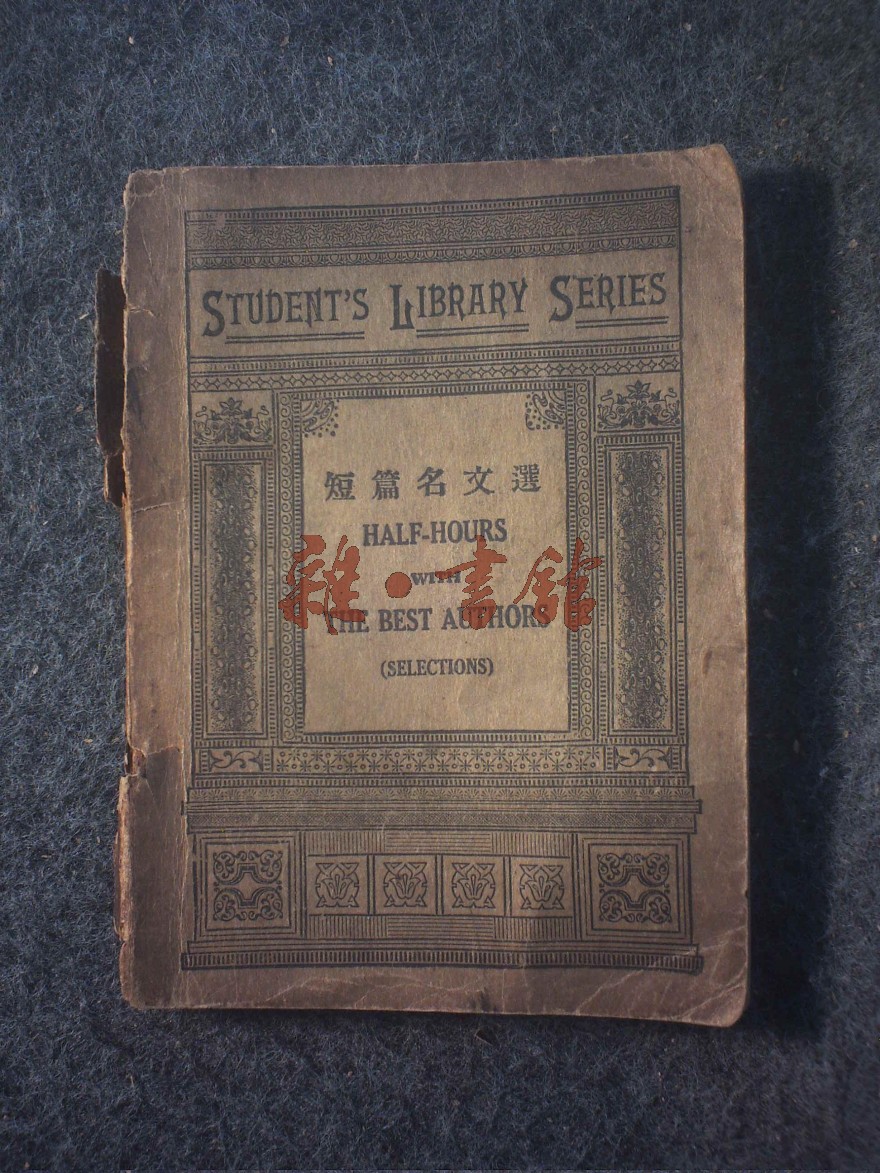 STUDENT'S LIBRARY SERIES
短篇名文選
HALF-HOURS
WITH
THE BEST AUTHORS
(SELECTIONS)
雜·書館